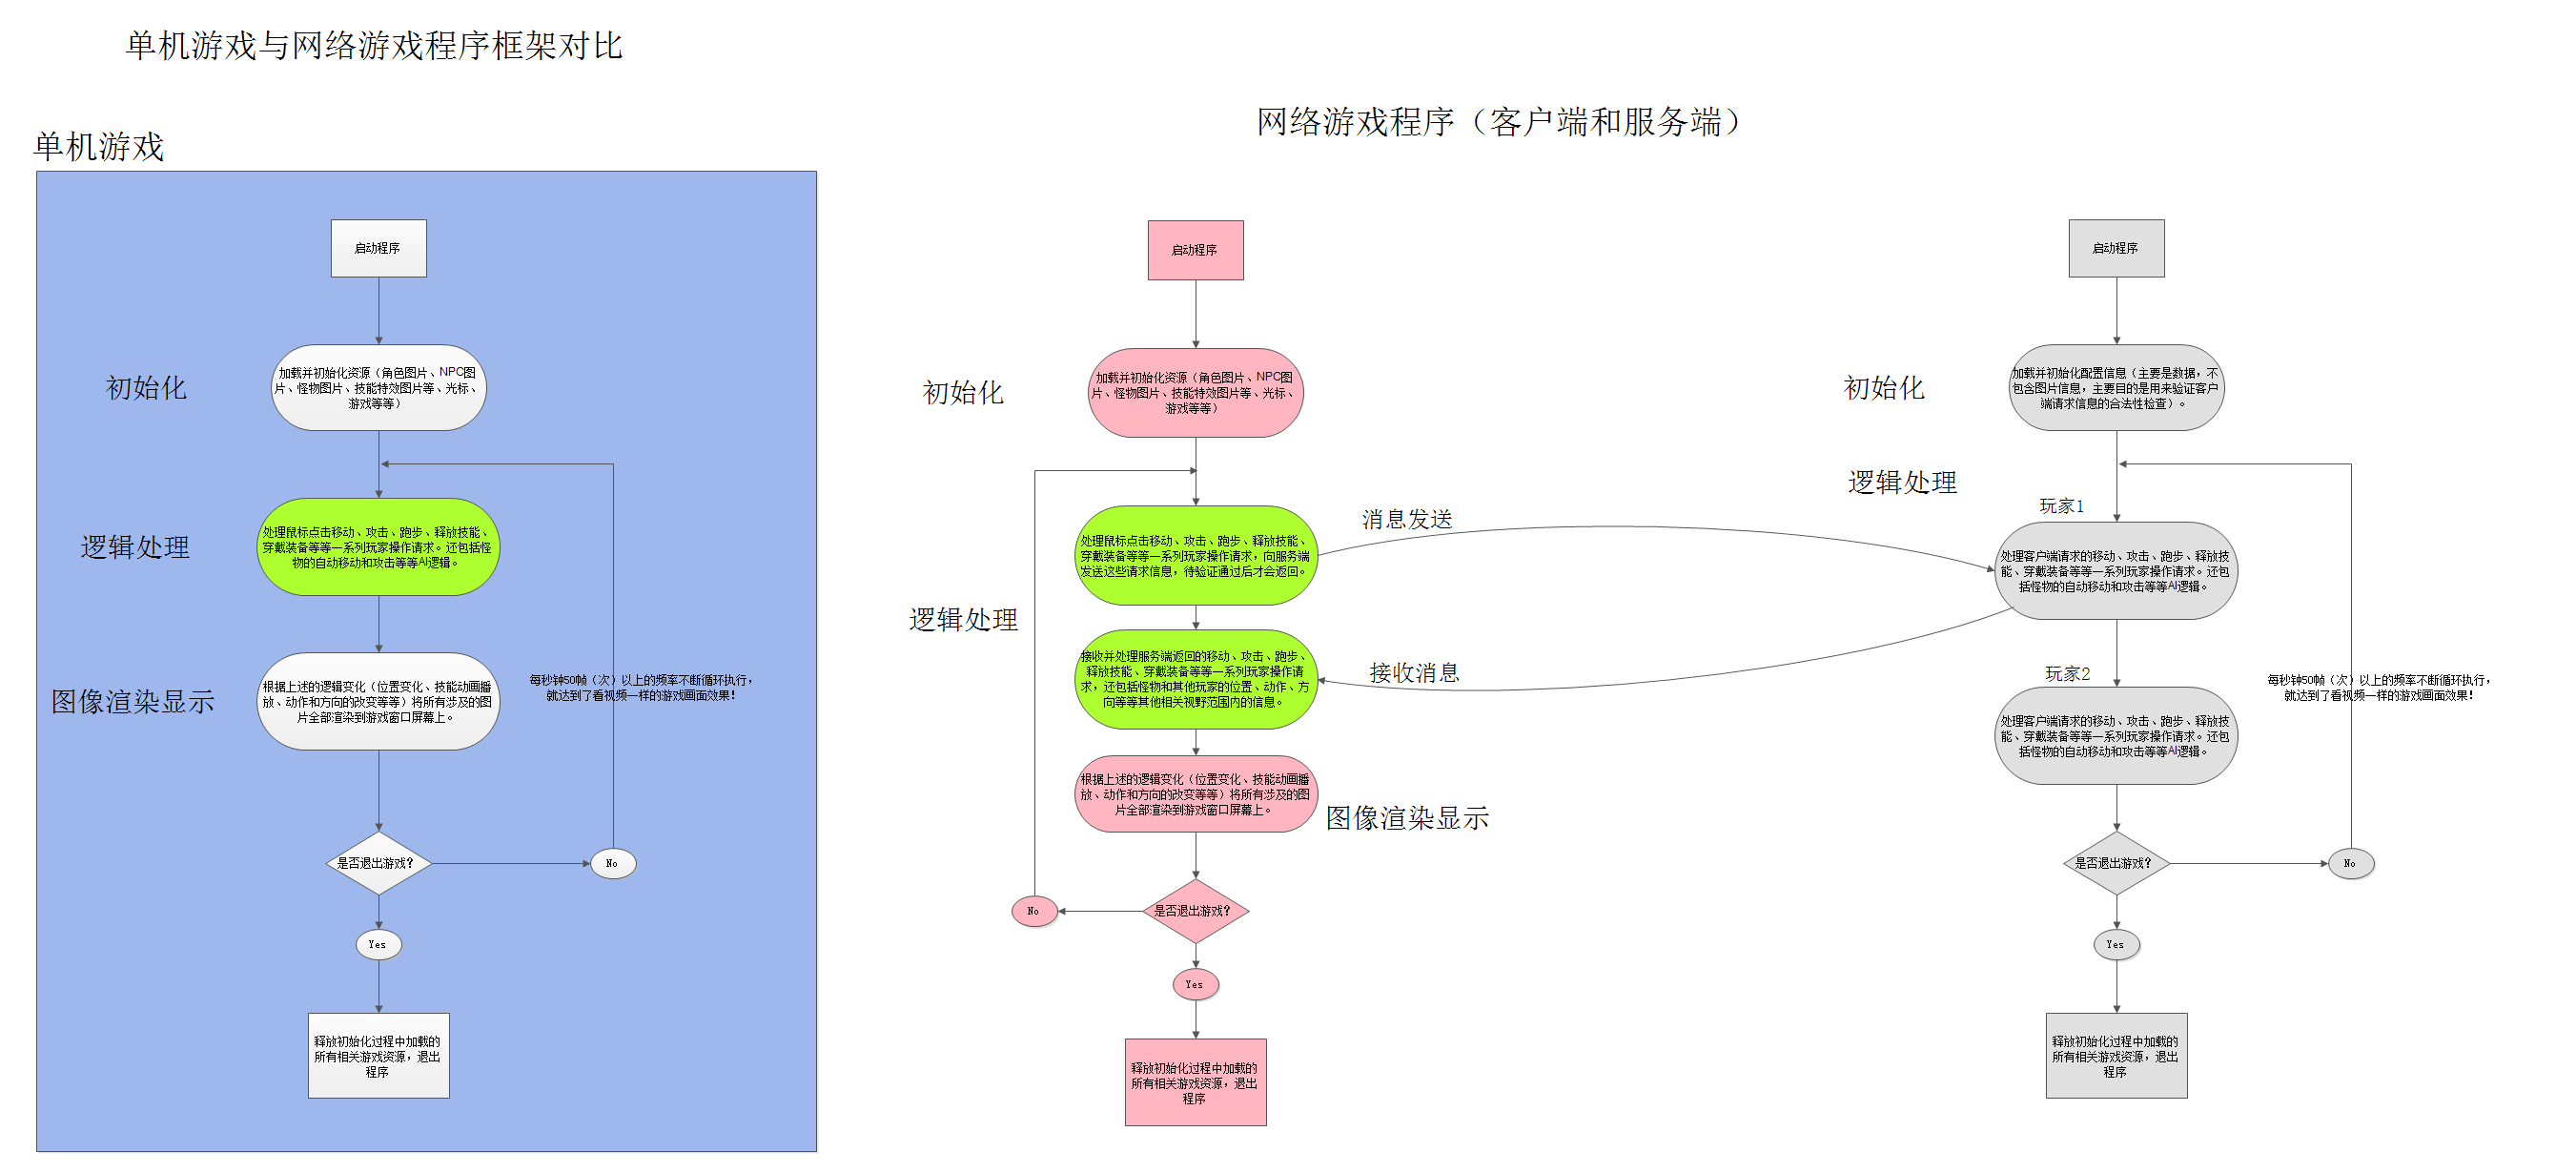 单机游戏与网络游戏程序框架对比
单机游戏
启动程序
初始化
加载并初始化资源（角色图片、NPC图
片、怪物图片、技能特效图片等、光标、
游戏等等）
逻辑处理
处理鼠标点击移动、攻击、跑步、释放技能、
穿戴装备等等一系列玩家操作请求。还包括怪
物的自动移动和攻击等等AI逻辑。
图像渲染显示
根据上述的逻辑变化（位置变化、技能动画播
放、动作和方向的改变等等）将所有涉及的图
片全部渲染到游戏窗口屏幕上。
每秒钟50帧（次）以上的频率不断循环执行，
就达到了看视频一样的游戏画面效果！
是否退出游戏？
No
Yes
释放初始化过程中加载的
所有相关游戏资源，退出
程序
网络游戏程序（客户端和服务端）
启动程序
初始化
加载并初始化资源（角色图片、NPC图
片、怪物图片、技能特效图片等、光标、
游戏等等）
逻辑处理
处理鼠标点击移动、攻击、跑步、释放技能、
穿戴装备等等一系列玩家操作请求，向服务端
发送这些请求信息，待验证通过后才会返回。
消息发送
接收并处理服务端返回的移动、攻击、跑步、
释放技能、穿戴装备等等一系列玩家操作请
求，还包括怪物和其他玩家的位置、动作、方
向等等其他相关视野范围内的信息。
接收消息
根据上述的逻辑变化（位置变化、技能动画播
放、动作和方向的改变等等）将所有涉及的图
片全部渲染到游戏窗口屏幕上。
图像渲染显示
是否退出游戏？
No
Yes
释放初始化过程中加载的
所有相关游戏资源，退出
程序
启动程序
初始化
加载并初始化配置信息（主要是数据，不
包含图片信息，主要目的是用来验证客户
端请求信息的合法性检查）。
逻辑处理
玩家1
处理客户端请求的移动、攻击、跑步、释放技
能、穿戴装备等等一系列玩家操作请求。还包
括怪物的自动移动和攻击等等AI逻辑。
玩家2
处理客户端请求的移动、攻击、跑步、释放技
能、穿戴装备等等一系列玩家操作请求。还包
括怪物的自动移动和攻击等等AI逻辑。
每秒钟50帧（次）以上的频率不断循环执行，
就达到了看视频一样的游戏画面效果！
是否退出游戏？
No
Yes
释放初始化过程中加载的
所有相关游戏资源，退出
程序